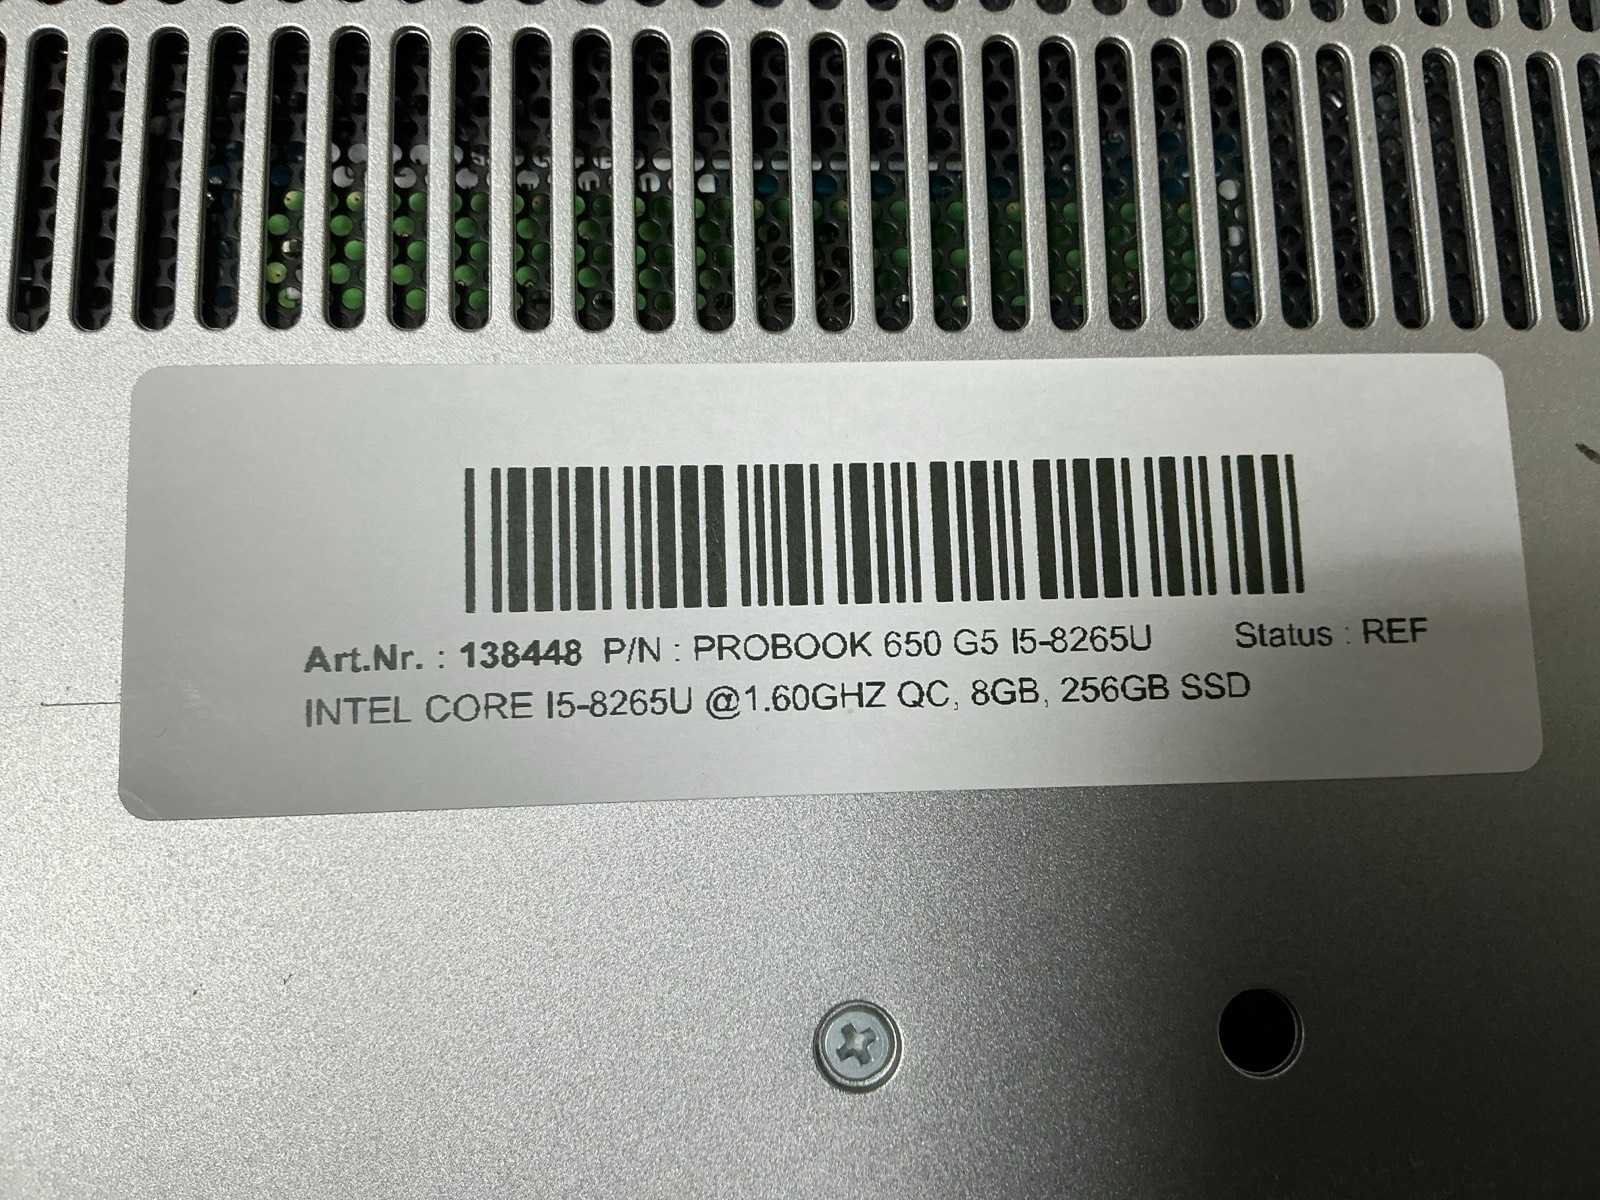 Art.Nr. : 138448 P/N : PROBOOK 650 G5 I5-8265U Status : REF
INTEL CORE I5-8265U @1.60GHZ QC, 8GB, 256GB SSD